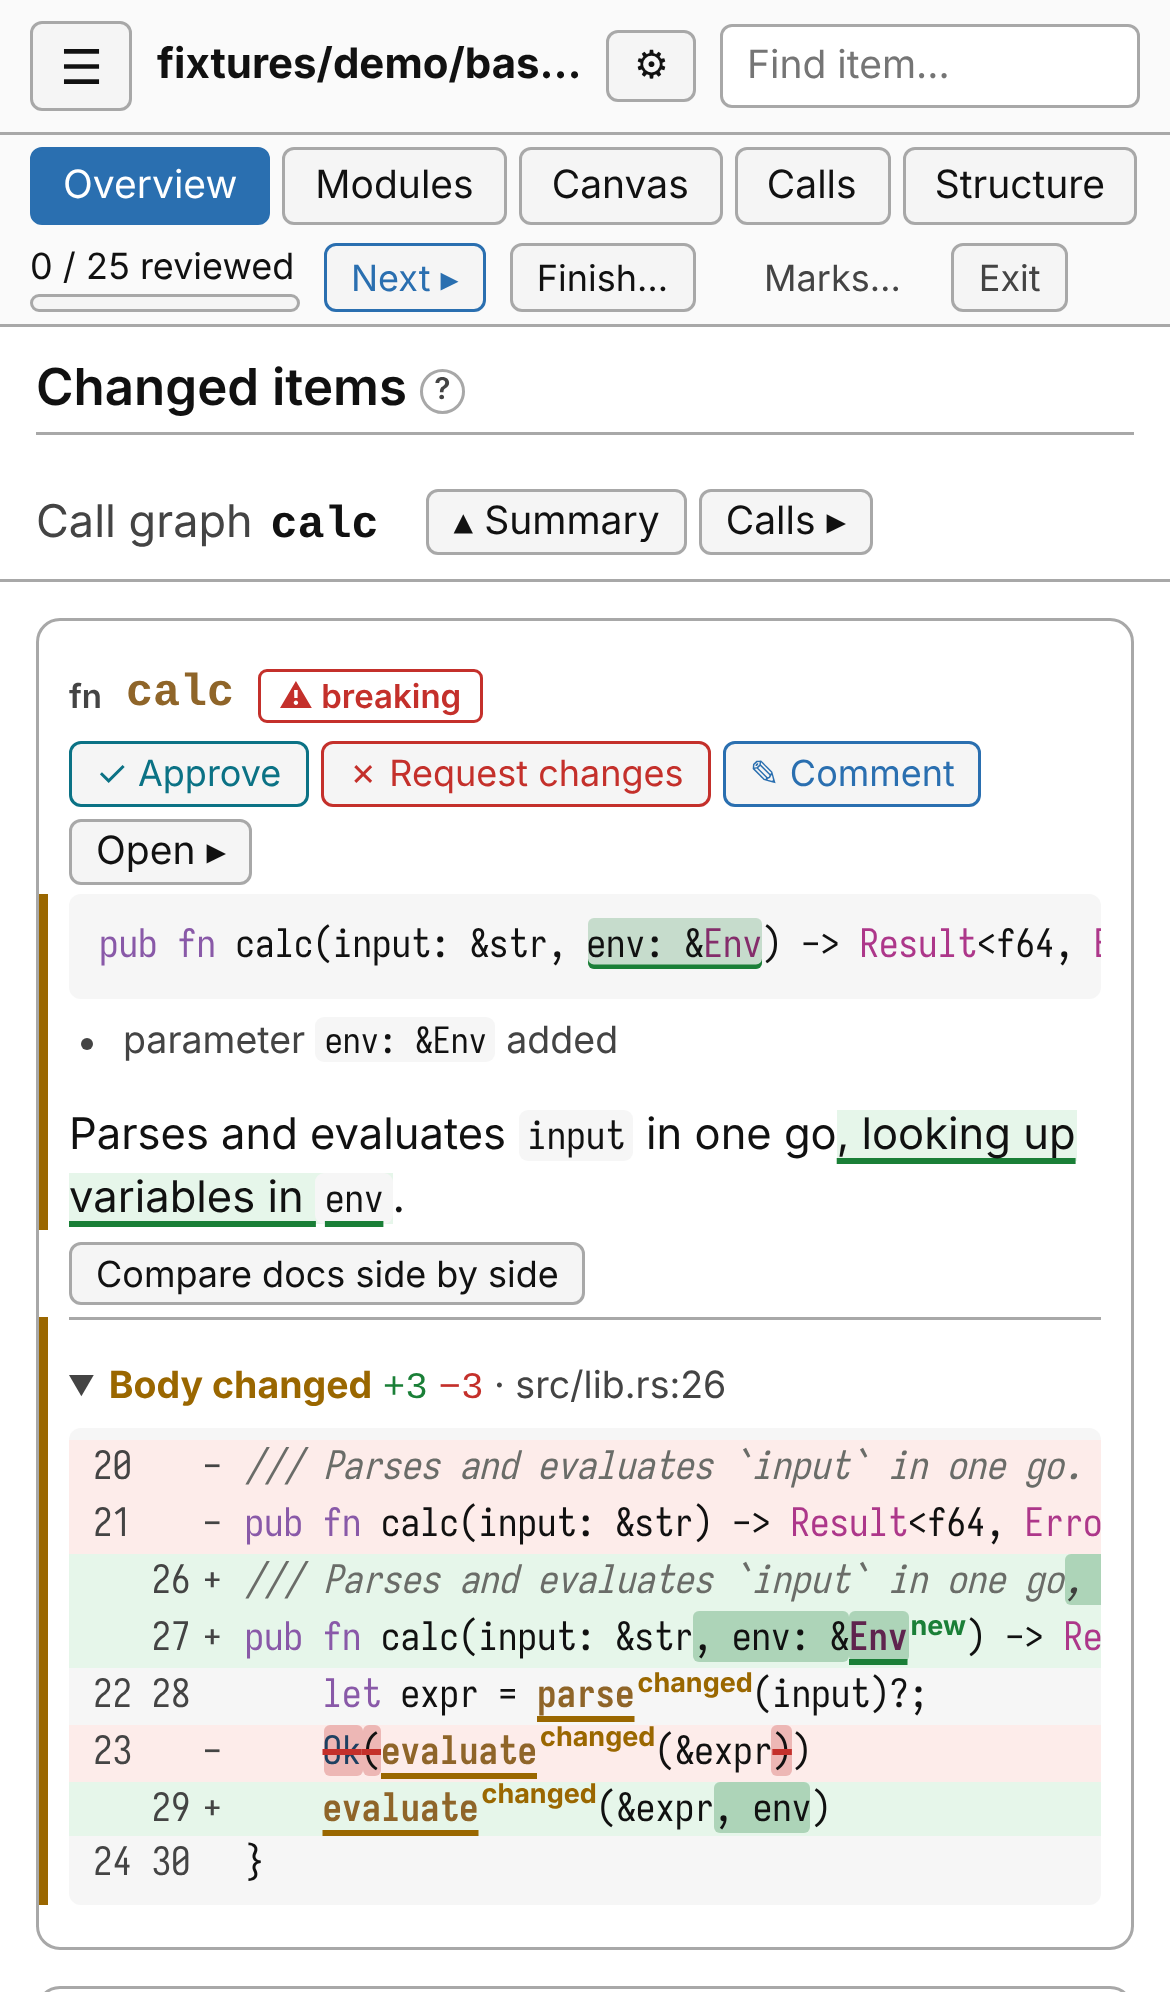 ☰ fixtures/demo/bas... ⚙ Find item...
Overview Modules Canvas Calls Structure
0 / 25 reviewed Next ▸ Finish... Marks... Exit
Changed items ?
Call graph calc ▴ Summary Calls ▸
fn calc ⚠ breaking
✓ Approve × Request changes ✎ Comment
Open ▸
pub fn calc(input: &str, env: &Env) -> Result<f64, E
• parameter env: &Env added
Parses and evaluates input in one go, looking up
variables in env.
Compare docs side by side
▼ Body changed +3 −3 · src/lib.rs:26
20 − /// Parses and evaluates `input` in one go.
21 − pub fn calc(input: &str) -> Result<f64, Erro
26 + /// Parses and evaluates `input` in one go,
27 + pub fn calc(input: &str, env: &Env new) -> Re
22 28 let expr = parse changed(input)?;
23 − Ok(evaluate changed(&expr))
29 + evaluate changed(&expr, env)
24 30 }